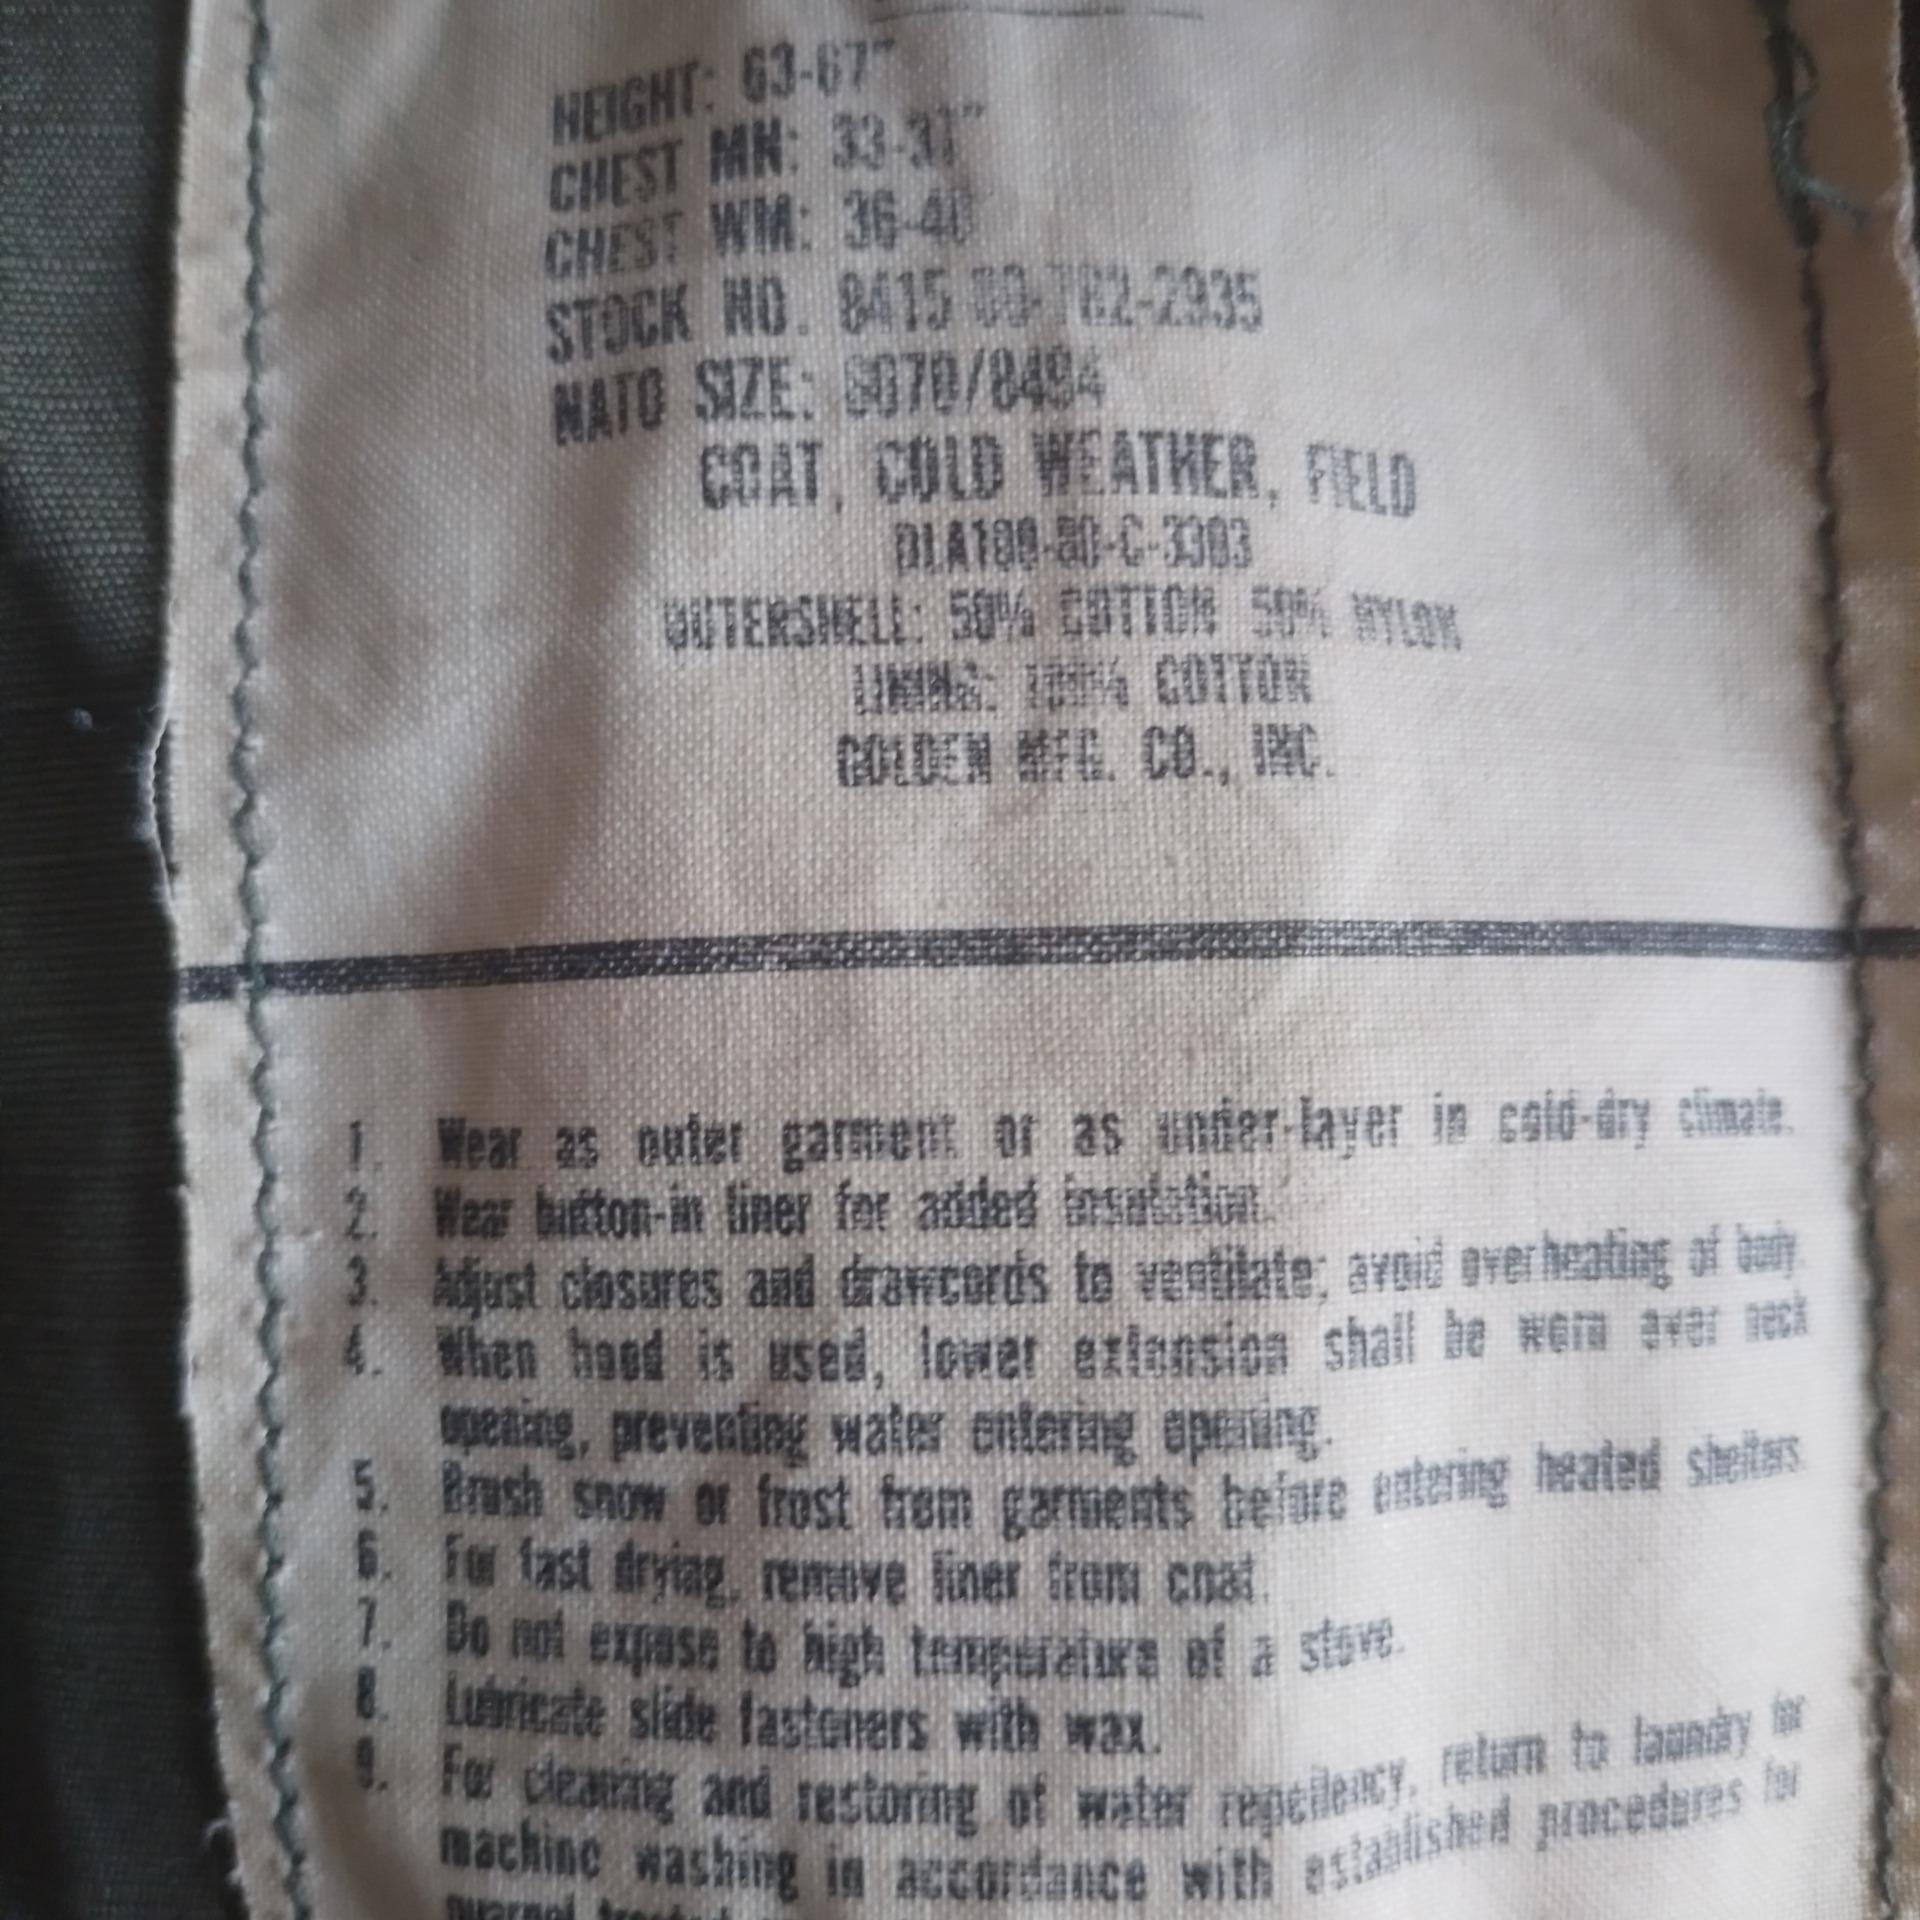 HEIGHT: 63-67"
CHEST MN: 33-37"
CHEST WM: 36-40
STOCK NO. 8415-00-782-2935
NATO SIZE: 6070/8494
COAT, COLD WEATHER, FIELD
DLA100-80-C-3303
OUTERSHELL: 50% COTTON 50% NYLON
LINING: 100% COTTON
GOLDEN MFG. CO., INC.
1. Wear as outer garment or as under-layer in cold-dry climate.
2. Wear button-in liner for added insulation.
3. Adjust closures and drawcords to ventilate; avoid overheating of body.
4. When hood is used, lower extension shall be worn over neck
opening, preventing water entering opening.
5. Brush snow or frost from garments before entering heated shelters.
6. For fast drying, remove liner from coat.
7. Do not expose to high temperature of a stove.
8. Lubricate slide fasteners with wax.
9. For cleaning and restoring of water repellency, return to laundry for
machine washing in accordance with established procedures for
quarpel treated